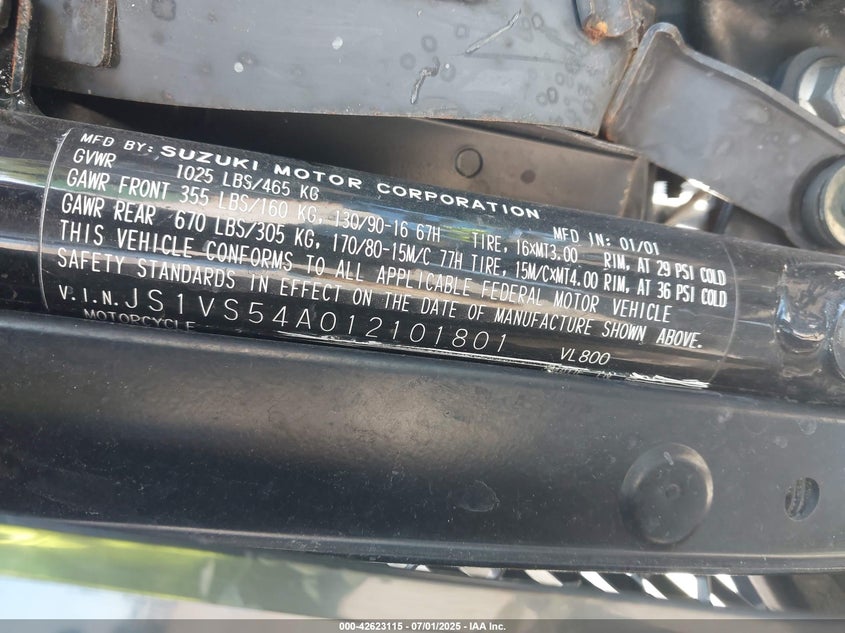 MFD BY: SUZUKI MOTOR CORPORATION
GVWR 1025 LBS/465 KG MFD IN: 01/01
GAWR FRONT 355 LBS/160 KG, 130/90-16 67H TIRE, 16XMT3.00 RIM, AT 29 PSI COLD
GAWR REAR 670 LBS/305 KG, 170/80-15M/C 77H TIRE, 15M/CXMT4.00 RIM, AT 36 PSI COLD
THIS VEHICLE CONFORMS TO ALL APPLICABLE FEDERAL MOTOR VEHICLE
SAFETY STANDARDS IN EFFECT ON THE DATE OF MANUFACTURE SHOWN ABOVE.
V.I.N. JS1VS54A012101801
MOTORCYCLE VL800
000-42623115 - 07/01/2025 - IAA Inc.